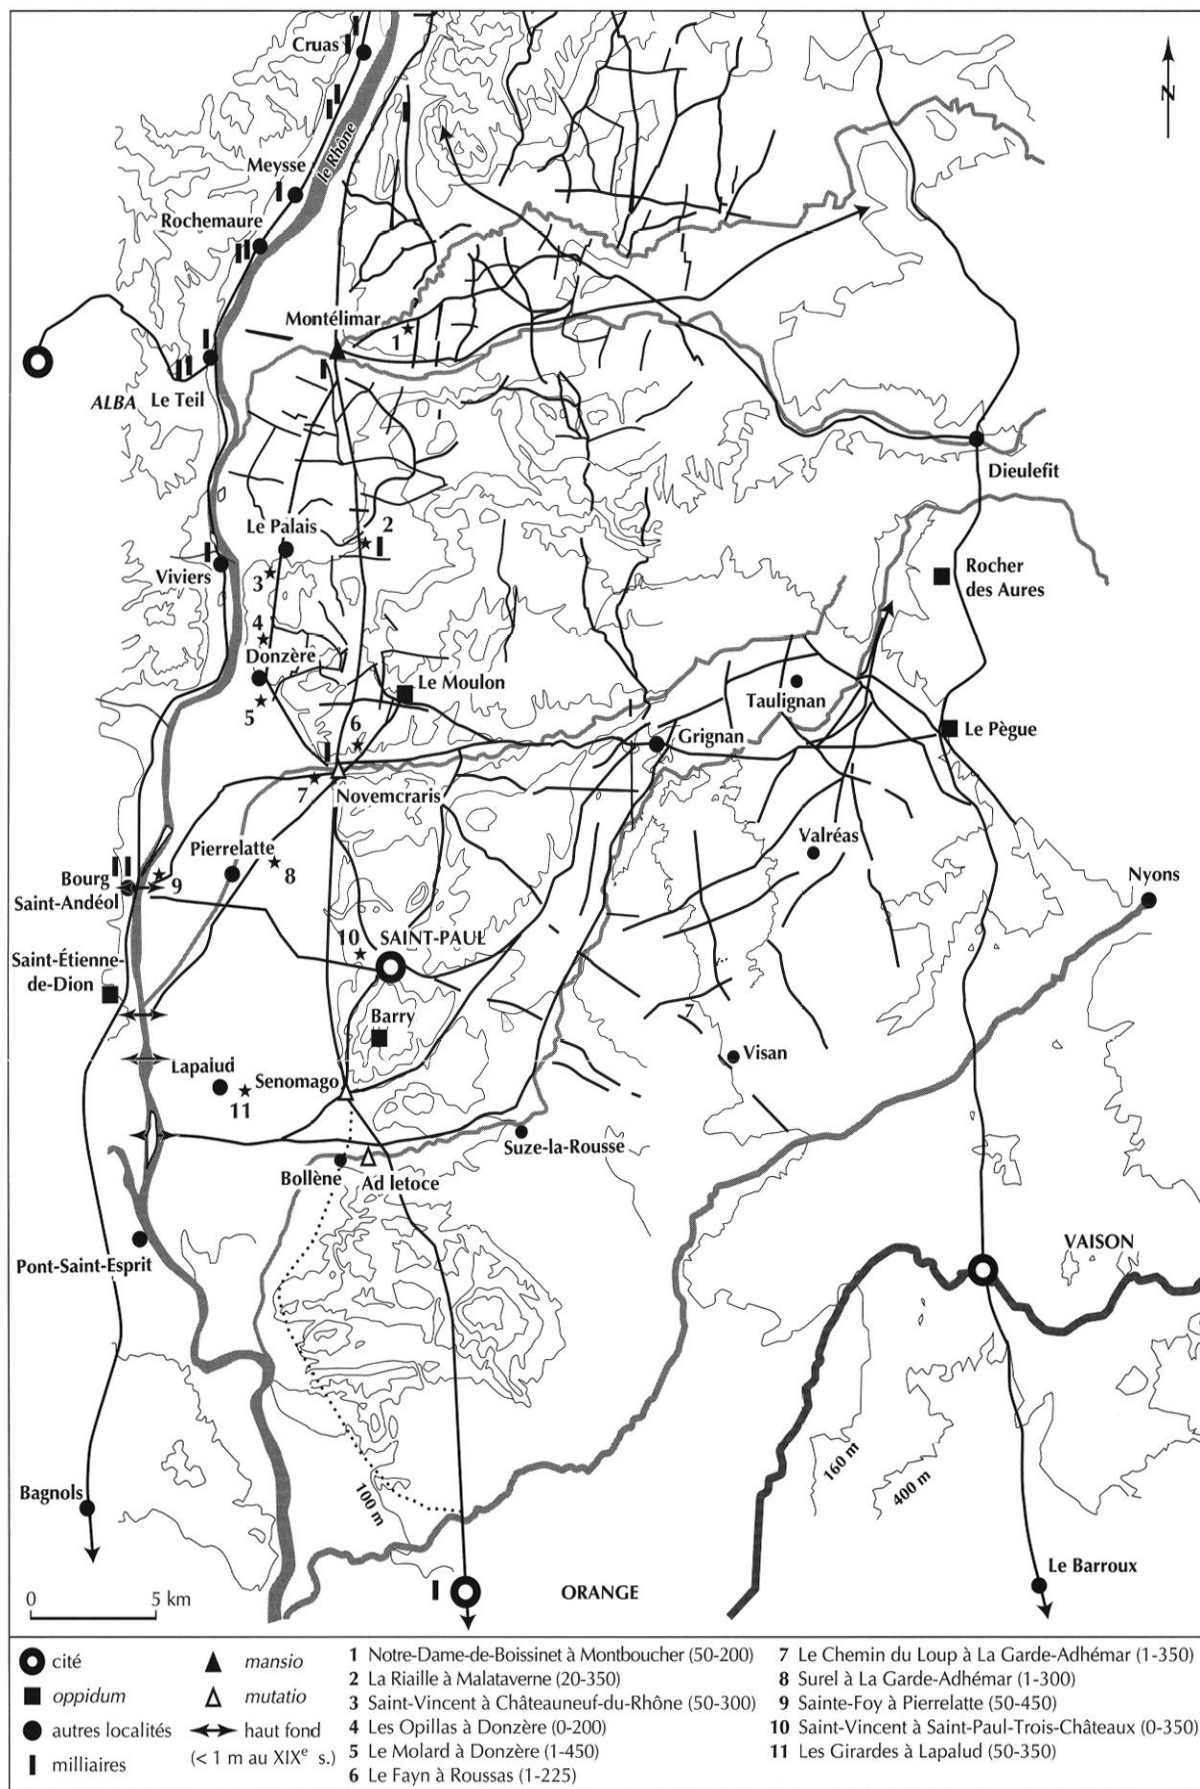 Cruas
N
le Rhône
Meysse
Rochemaure
Montélimar
1
ALBA
Le Teil
Dieulefit
2
Le Palais
Rocher
des Aures
Viviers
3
4
Donzère
Le Moulon
Taulignan
5
6
Grignan
Le Pègue
7
Novemcraris
Valréas
Pierrelatte
8
Nyons
Bourg
Saint-Andéol
9
10
SAINT-PAUL
Saint-Étienne-
de-Dion
7
Barry
Visan
Lapalud
Senomago
11
Suze-la-Rousse
Bollène
Ad letoce
Pont-Saint-Esprit
VAISON
160 m
400 m
100 m
Bagnols
Le Barroux
ORANGE
0 5 km
cité
oppidum
autres localités
milliaires
mansio
mutatio
haut fond
(< 1 m au XIXe s.)
1 Notre-Dame-de-Boissinet à Montboucher (50-200)
2 La Riaille à Malataverne (20-350)
3 Saint-Vincent à Châteauneuf-du-Rhône (50-300)
4 Les Opillas à Donzère (0-200)
5 Le Molard à Donzère (1-450)
6 Le Fayn à Roussas (1-225)
7 Le Chemin du Loup à La Garde-Adhémar (1-350)
8 Surel à La Garde-Adhémar (1-300)
9 Sainte-Foy à Pierrelatte (50-450)
10 Saint-Vincent à Saint-Paul-Trois-Châteaux (0-350)
11 Les Girardes à Lapalud (50-350)